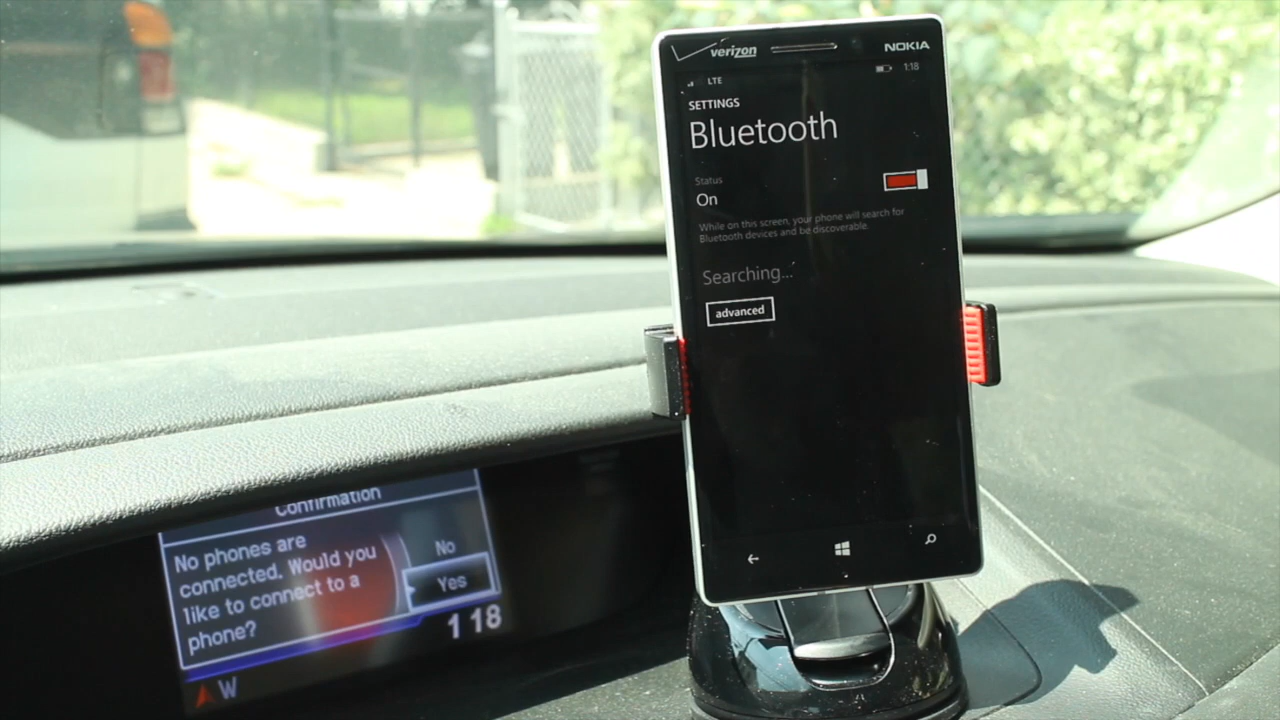 verizon
NOKIA
LTE
1:18
SETTINGS
Bluetooth
Status
On
While on this screen, your phone will search for
Bluetooth devices and be discoverable.
Searching...
advanced
Confirmation
No phones are
connected. Would you
like to connect to a
phone?
No
Yes
1 18
W